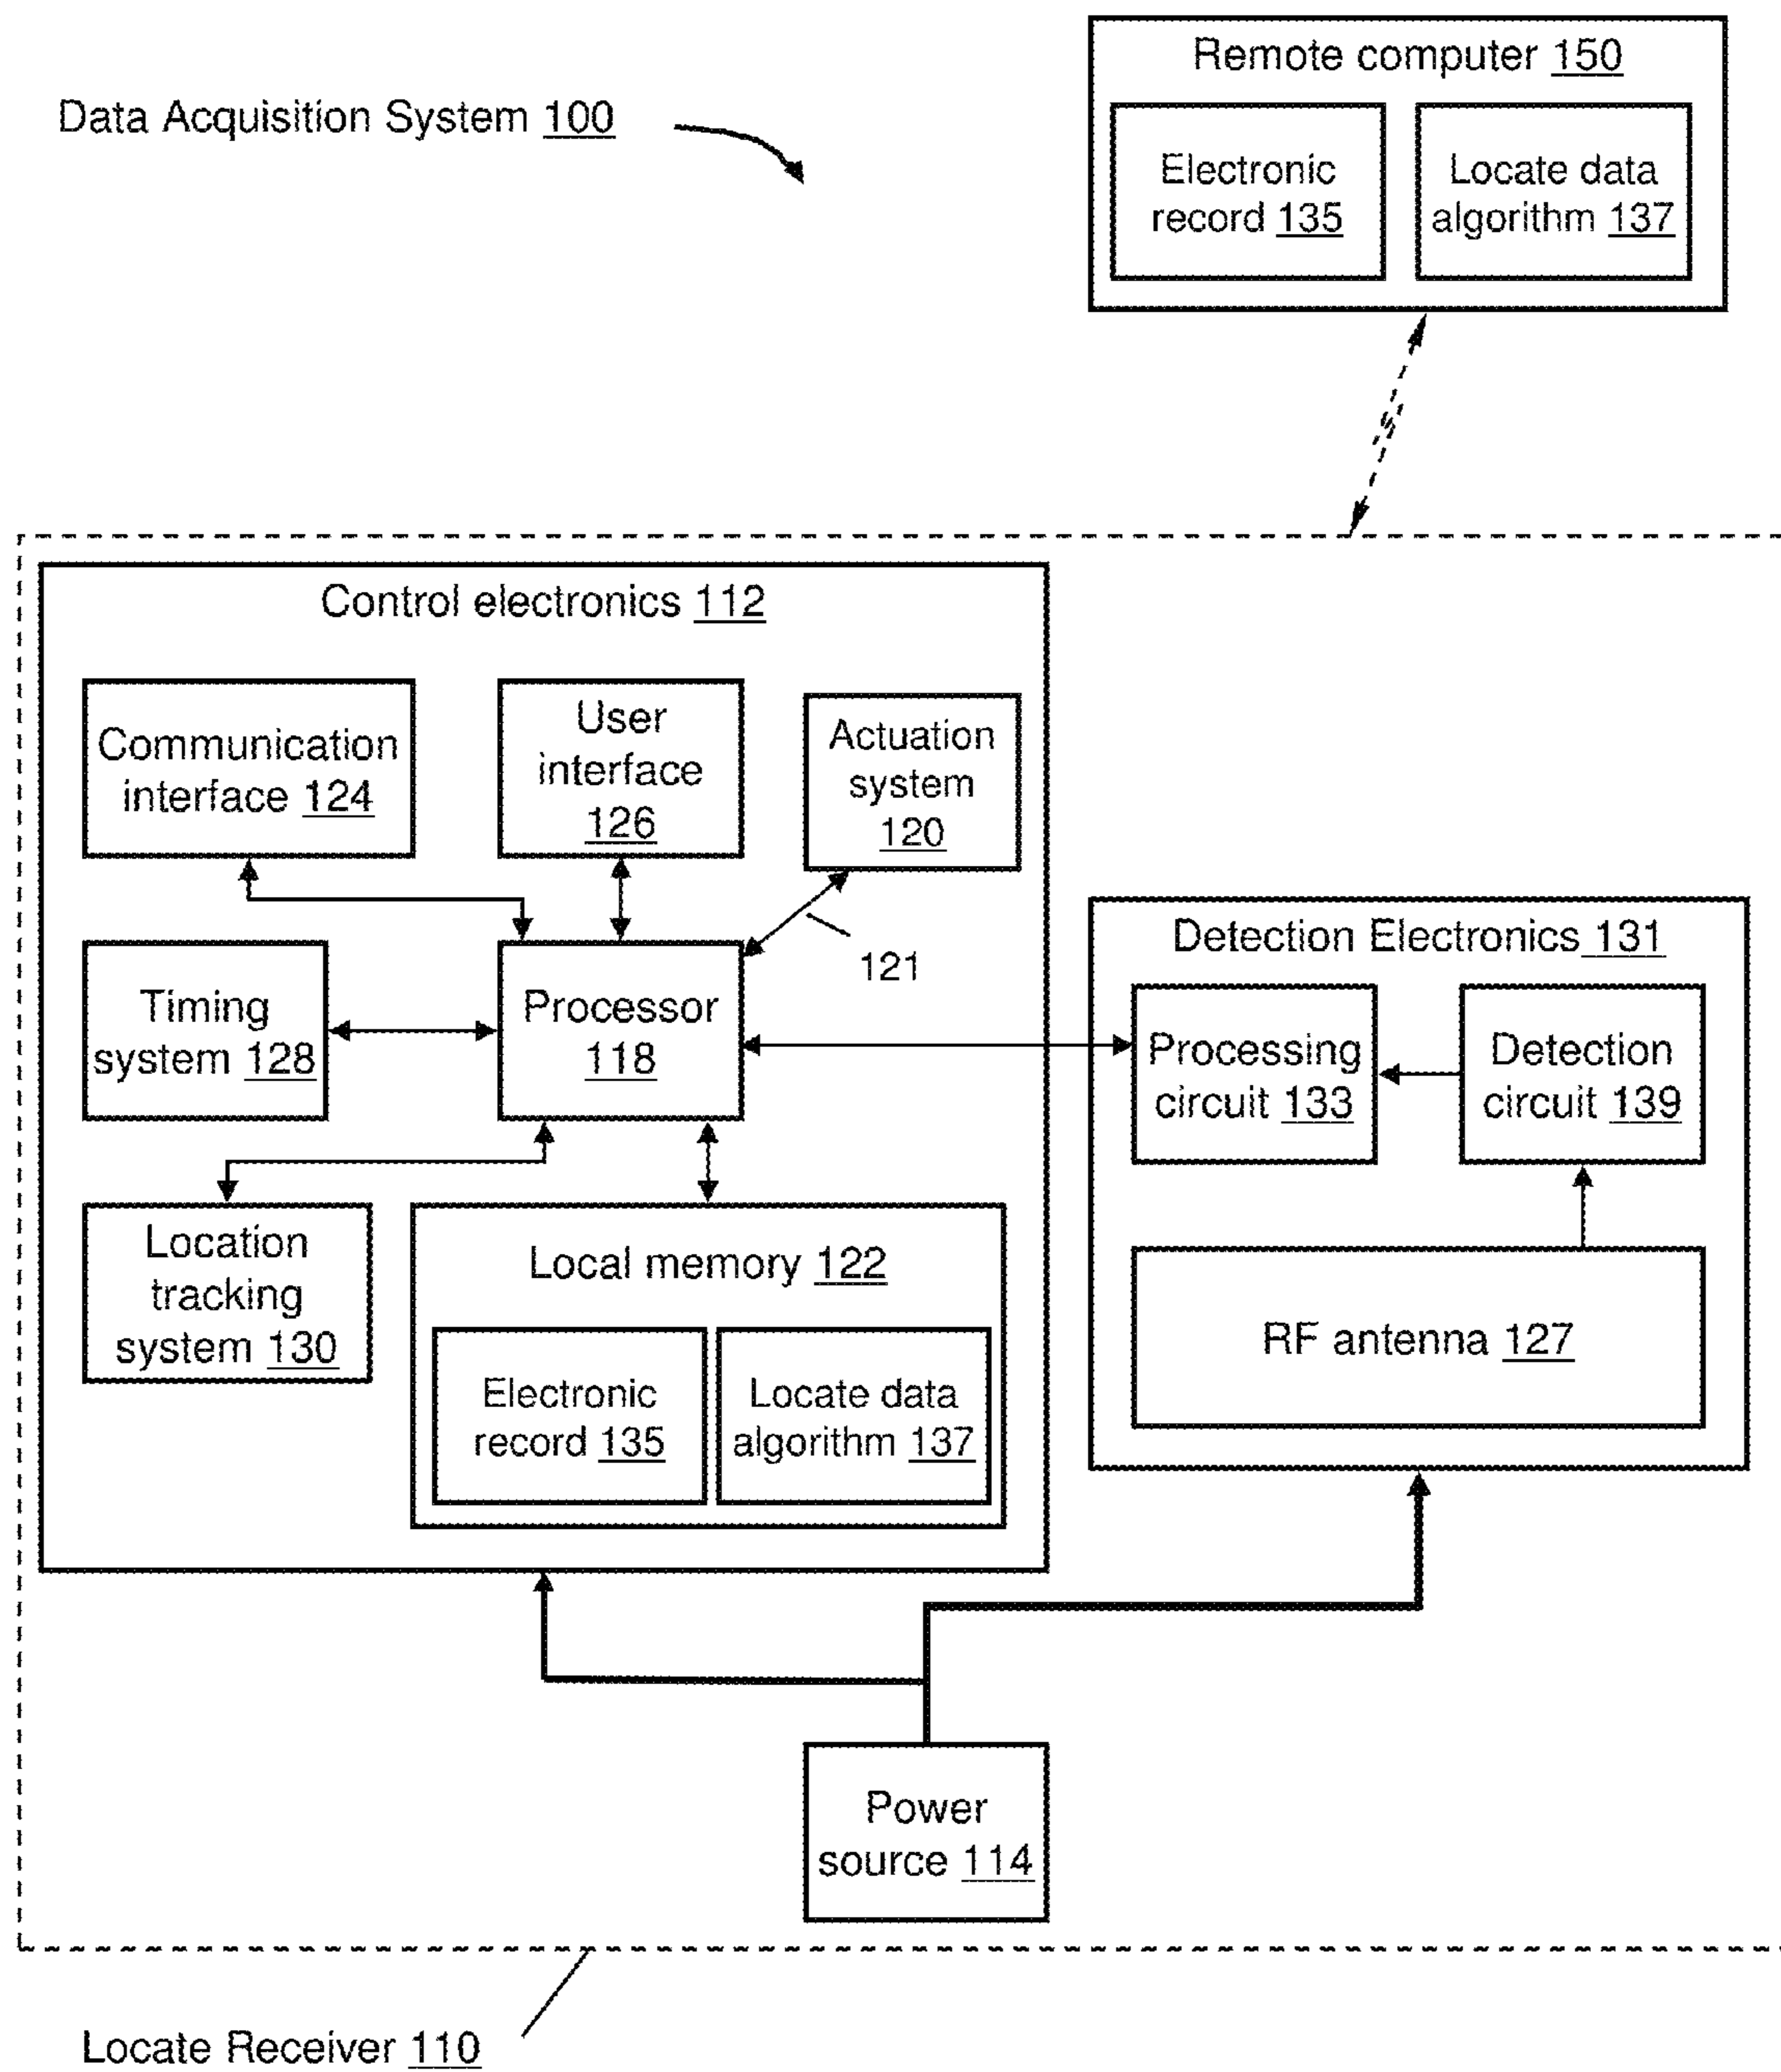 Remote computer 150
Data Acquisition System 100
Electronic
record 135
Locate data
algorithm 137
Control electronics 112
Communication
interface 124
User
interface
126
Actuation
system
120
121
Timing
system 128
Processor
118
Detection Electronics 131
Processing
circuit 133
Detection
circuit 139
Location
tracking
system 130
Local memory 122
Electronic
record 135
Locate data
algorithm 137
RF antenna 127
Power
source 114
Locate Receiver 110